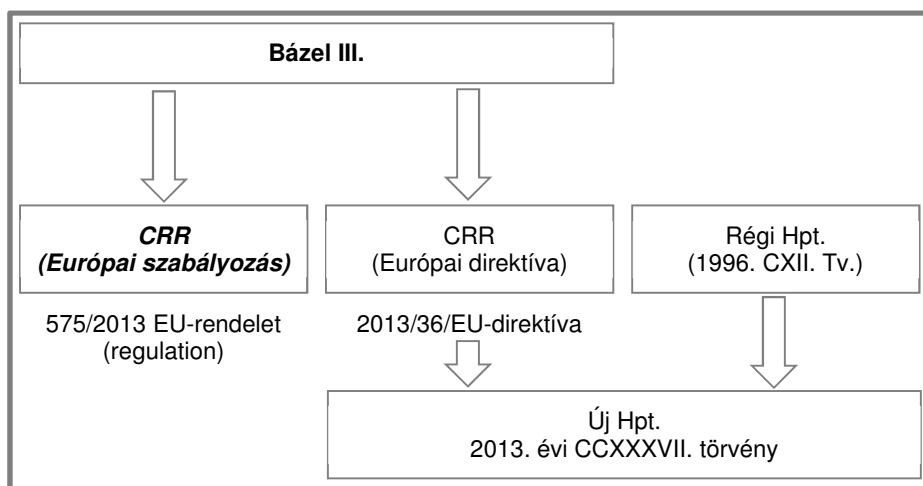 Bázel III.
CRR
(Európai szabályozás)
CRR
(Európai direktíva)
Régi Hpt.
(1996. CXII. Tv.)
575/2013 EU-rendelet
(regulation)
2013/36/EU-direktíva
Új Hpt.
2013. évi CCXXXVII. törvény